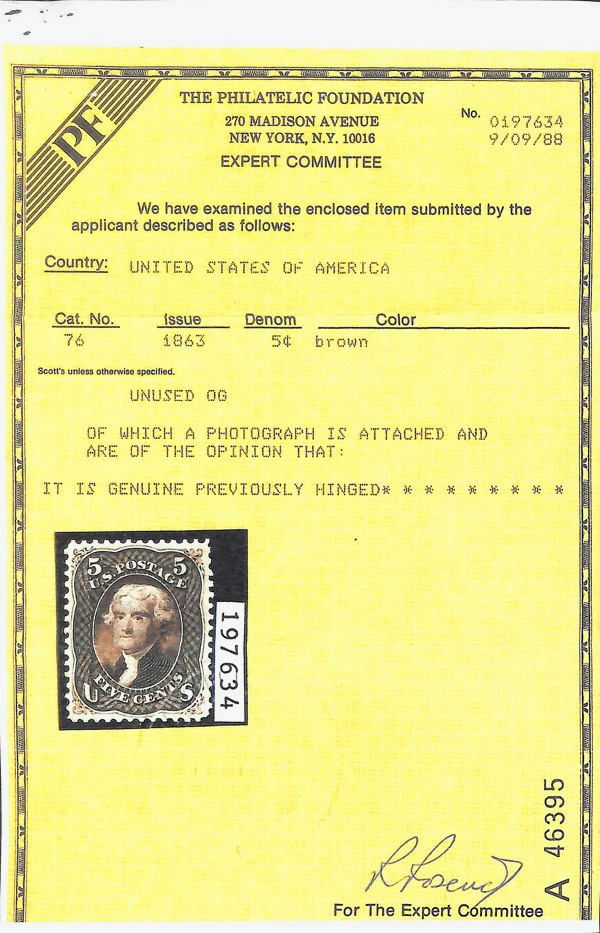 PF
THE PHILATELIC FOUNDATION
270 MADISON AVENUE
NEW YORK, N.Y. 10016
EXPERT COMMITTEE
No. 0197634
9/09/88
We have examined the enclosed item submitted by the
applicant described as follows:
Country: UNITED STATES OF AMERICA
Cat. No. Issue Denom Color
76 1863 5¢ brown
Scott's unless otherwise specified.
UNUSED OG
OF WHICH A PHOTOGRAPH IS ATTACHED AND
ARE OF THE OPINION THAT:
IT IS GENUINE PREVIOUSLY HINGED* * * * * * * * * *
5 5
U.S. POSTAGE
FIVE CENTS
U S
197634
A 46395
For The Expert Committee